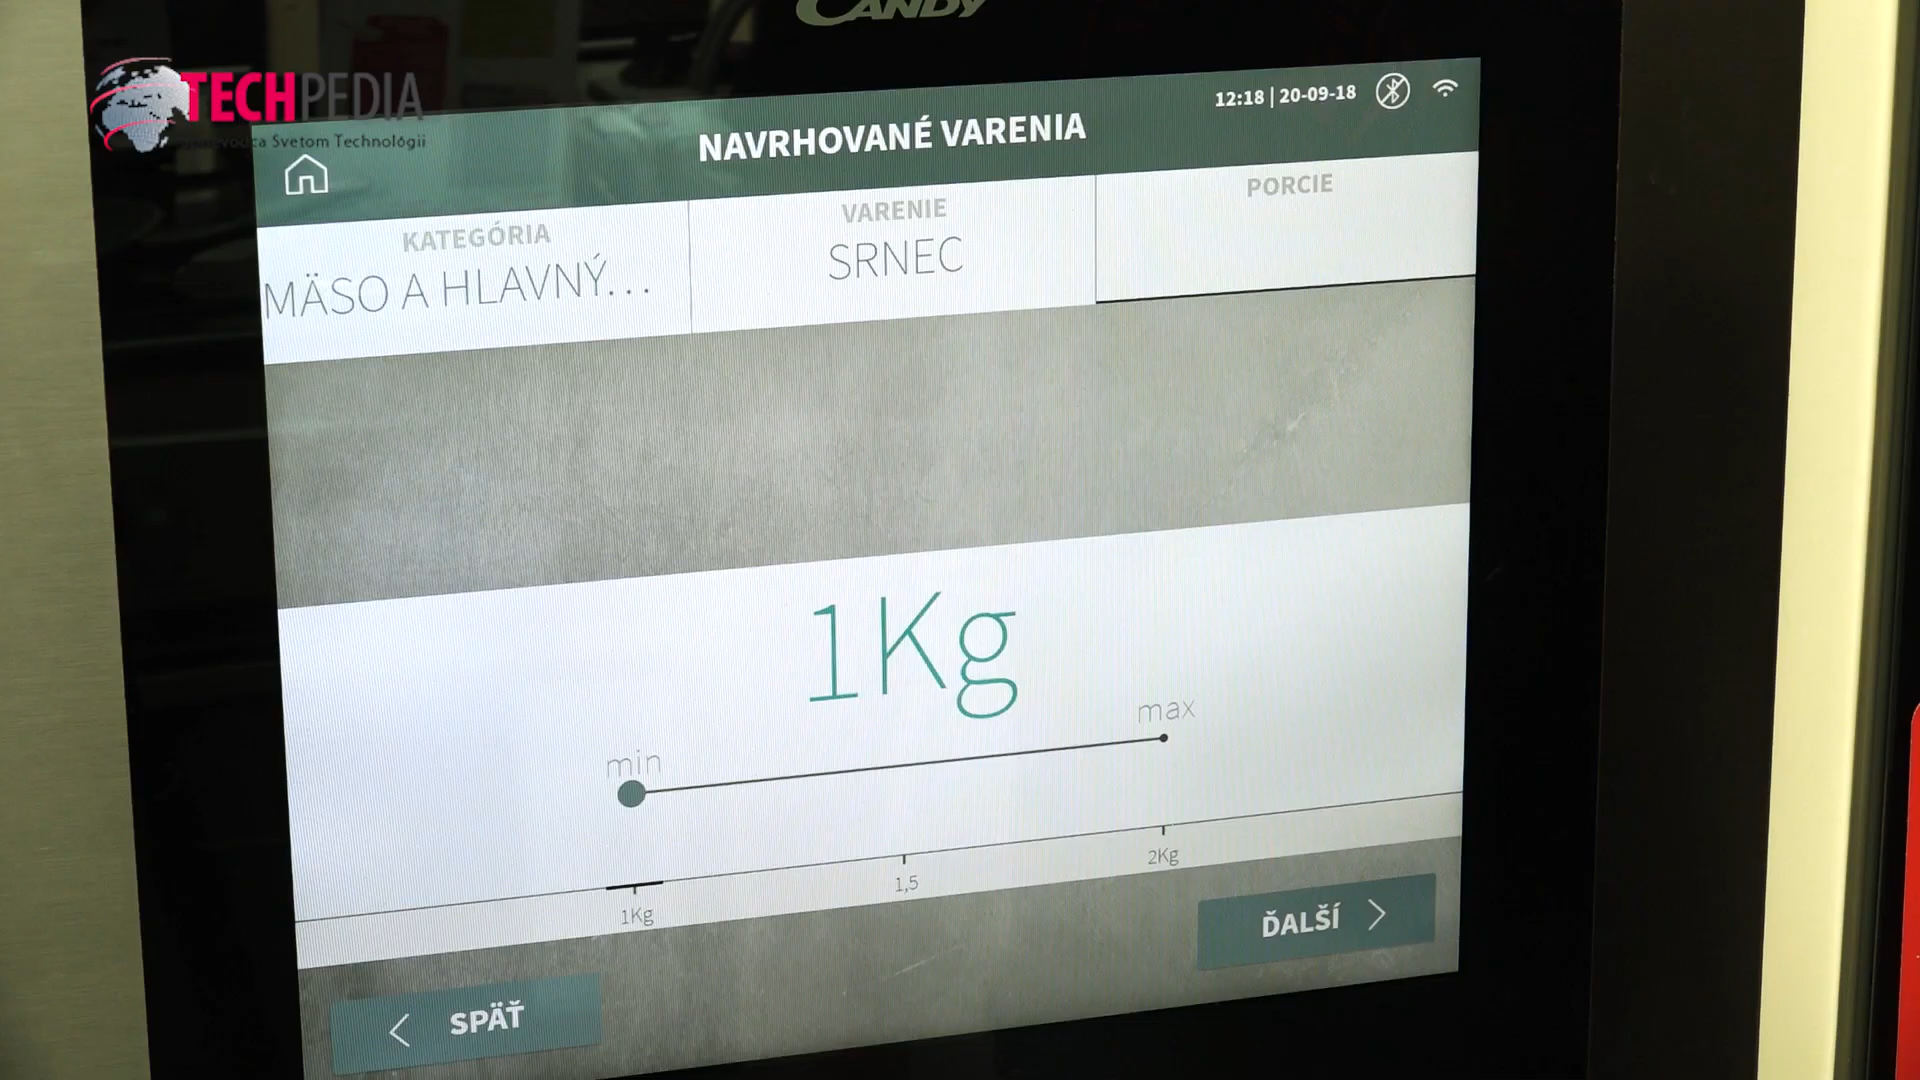 CANDY
TECHPEDIA
Svetom Technológií
12:18 | 20-09-18
NAVRHOVANÉ VARENIA
KATEGÓRIA
MÄSO A HLAVNÝ...
VARENIE
SRNEC
PORCIE
1Kg
min
max
1Kg
1,5
2Kg
SPÄŤ
ĎALŠÍ